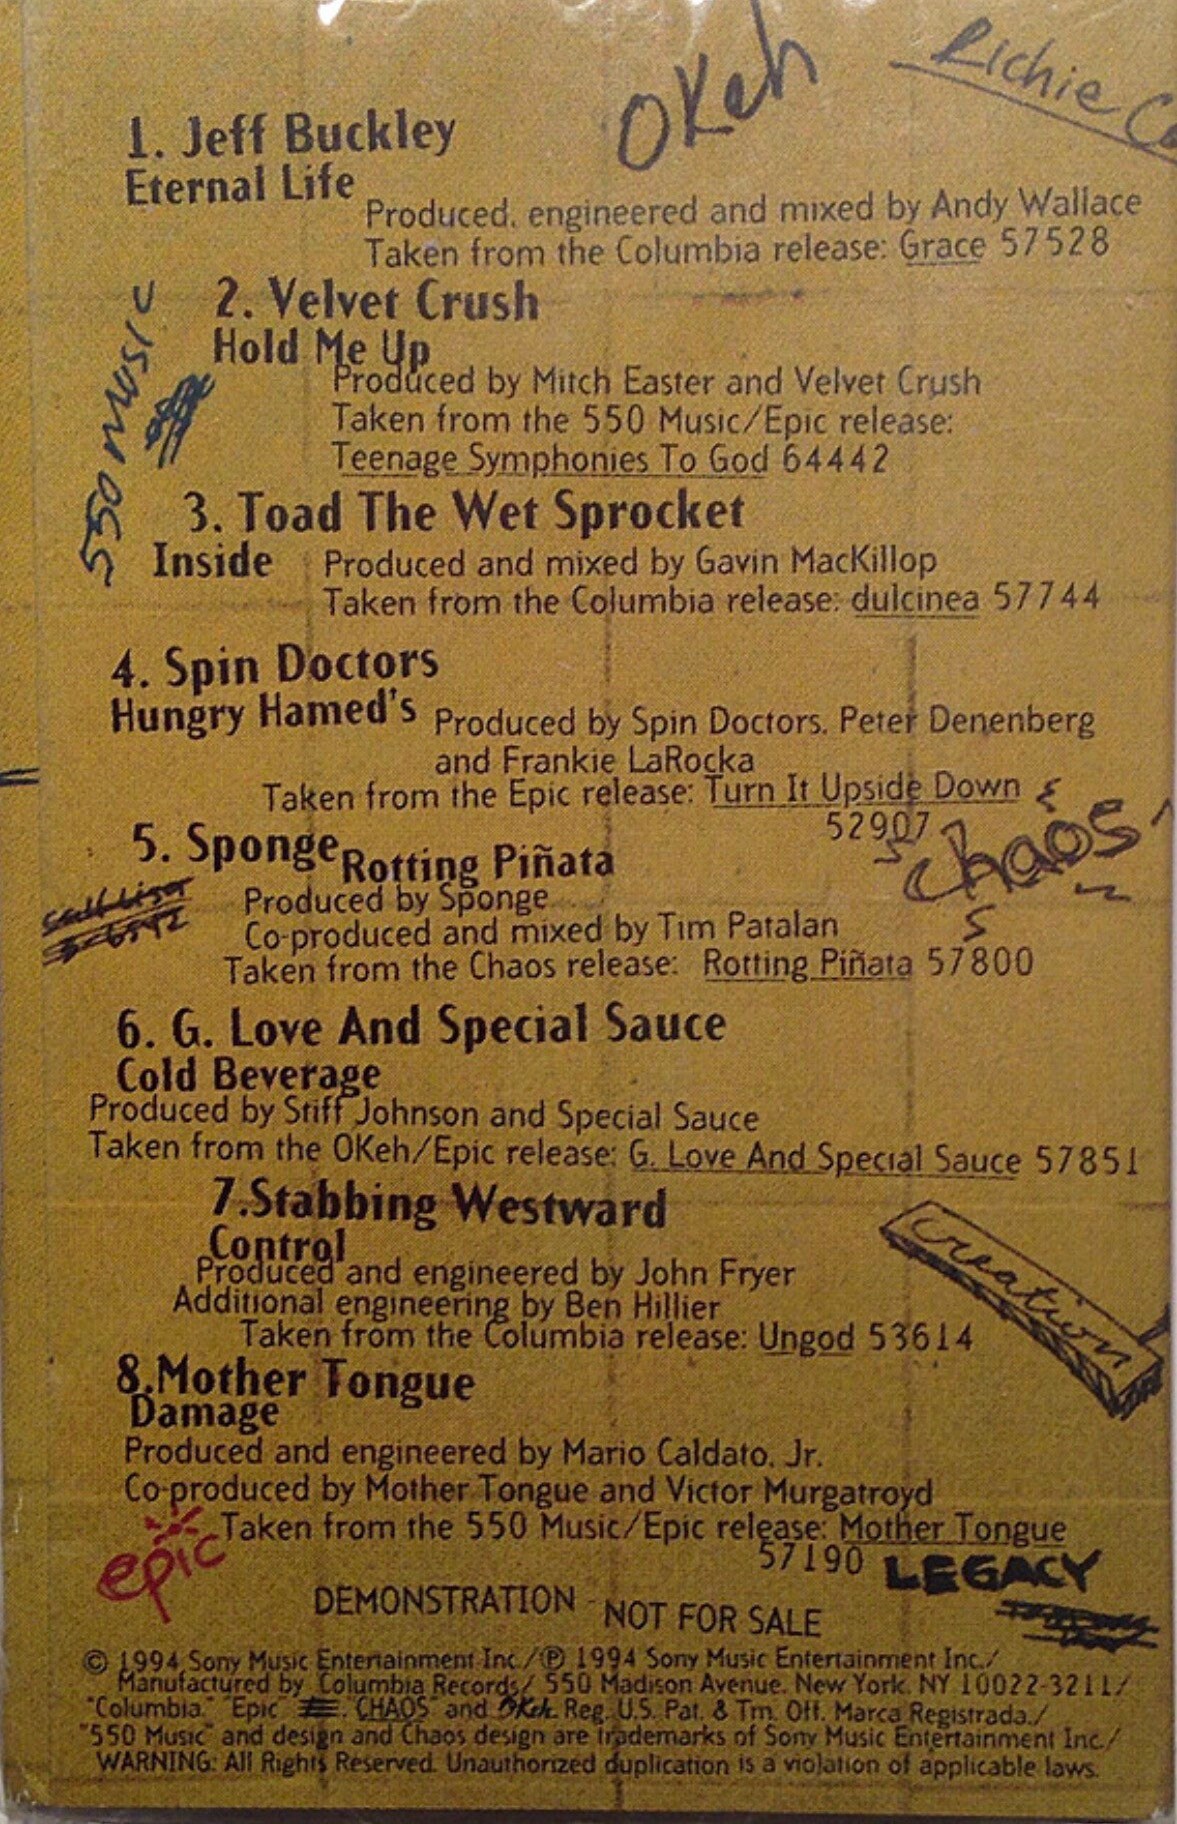 OKeh
Richie
1. Jeff Buckley
Eternal Life
Produced, engineered and mixed by Andy Wallace
Taken from the Columbia release: Grace 57528
550 MUSIC
2. Velvet Crush
Hold Me Up
Produced by Mitch Easter and Velvet Crush
Taken from the 550 Music/Epic release:
Teenage Symphonies To God 64442
3. Toad The Wet Sprocket
Inside
Produced and mixed by Gavin MacKillop
Taken from the Columbia release: dulcinea 57744
4. Spin Doctors
Hungry Hamed's
Produced by Spin Doctors, Peter Denenberg
and Frankie LaRocka
Taken from the Epic release: Turn It Upside Down
52907
chaos
5. Sponge
Rotting Piñata
Produced by Sponge
Co-produced and mixed by Tim Patalan
Taken from the Chaos release: Rotting Piñata 57800
6. G. Love And Special Sauce
Cold Beverage
Produced by Stiff Johnson and Special Sauce
Taken from the OKeh/Epic release: G. Love And Special Sauce 57851
7.Stabbing Westward
Control
Produced and engineered by John Fryer
Additional engineering by Ben Hillier
Taken from the Columbia release: Ungod 53614
creation
8.Mother Tongue
Damage
Produced and engineered by Mario Caldato, Jr.
Co-produced by Mother Tongue and Victor Murgatroyd
Taken from the 550 Music/Epic release: Mother Tongue
57190
epic
LEGACY
DEMONSTRATION - NOT FOR SALE
© 1994 Sony Music Entertainment Inc./℗ 1994 Sony Music Entertainment Inc./
Manufactured by Columbia Records/ 550 Madison Avenue, New York, NY 10022-3211/
"Columbia," "Epic" "CHAOS" and OKeh Reg. U.S. Pat. & Tm. Off. Marca Registrada./
"550 Music" and design and Chaos design are trademarks of Sony Music Entertainment Inc./
WARNING: All Rights Reserved. Unauthorized duplication is a violation of applicable laws.